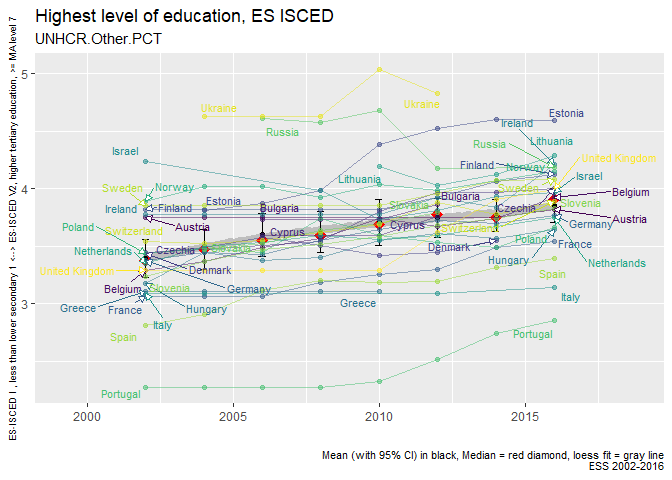 Highest level of education, ES ISCED
UNHCR.Other.PCT
ES-ISCED I , less than lower secondary 1 <-> ES-ISCED V2, higher tertiary education, >= MA level 7
5
4
3
Ukraine
Ukraine
Russia
Estonia
Ireland
Israel
Lithuania
Russia
United Kingdom
Finland
Norway
Lithuania
Israel
Sweden
Norway
Sweden
Belgium
Estonia
Bulgaria
Bulgaria
Slovenia
Ireland
Finland
Slovenia
Czechia
Austria
Austria
Poland
Switzerland
Cyprus
Cyprus
Switzerland
Germany
Netherlands
Czechia
Slovakia
Denmark
Poland
France
United Kingdom
Denmark
Hungary
Netherlands
Belgium
Slovenia
Germany
Spain
Greece
France
Hungary
Greece
Italy
Italy
Spain
Portugal
Portugal
2000
2005
2010
2015
Mean (with 95% CI) in black, Median = red diamond, loess fit = gray line
ESS 2002-2016